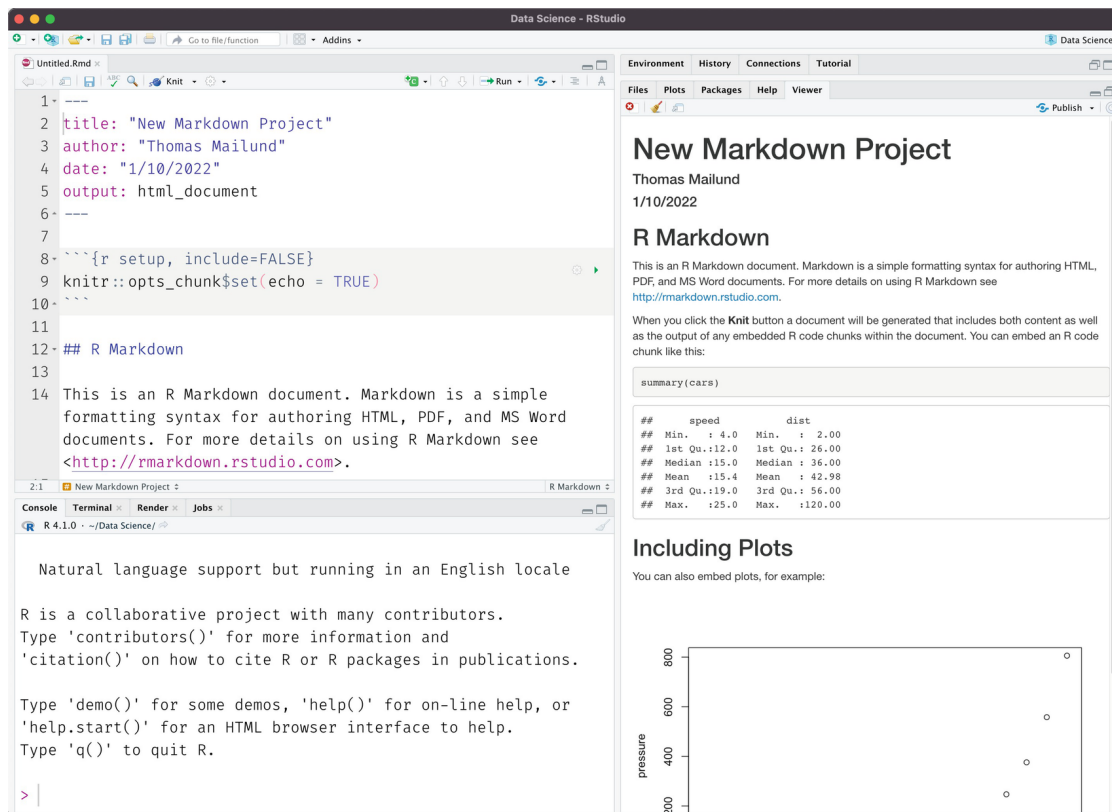 Data Science - RStudio
Go to file/function
Addins
Data Science
Untitled.Rmd
ABC
Knit
Run
1 ---
2 title: "New Markdown Project"
3 author: "Thomas Mailund"
4 date: "1/10/2022"
5 output: html_document
6 ---
7
8 ```{r setup, include=FALSE}
9 knitr::opts_chunk$set(echo = TRUE)
10 ```
11
12 ## R Markdown
13
14 This is an R Markdown document. Markdown is a simple
formatting syntax for authoring HTML, PDF, and MS Word
documents. For more details on using R Markdown see
<http://rmarkdown.rstudio.com>.
2:1 New Markdown Project R Markdown
Console Terminal Render Jobs
R 4.1.0 · ~/Data Science/
Natural language support but running in an English locale
R is a collaborative project with many contributors.
Type 'contributors()' for more information and
'citation()' on how to cite R or R packages in publications.
Type 'demo()' for some demos, 'help()' for on-line help, or
'help.start()' for an HTML browser interface to help.
Type 'q()' to quit R.
>
Environment History Connections Tutorial
Files Plots Packages Help Viewer
Publish
New Markdown Project
Thomas Mailund
1/10/2022
R Markdown
This is an R Markdown document. Markdown is a simple formatting syntax for authoring HTML,
PDF, and MS Word documents. For more details on using R Markdown see
http://rmarkdown.rstudio.com.
When you click the Knit button a document will be generated that includes both content as well
as the output of any embedded R code chunks within the document. You can embed an R code
chunk like this:
summary(cars)
## speed dist
## Min. : 4.0 Min. : 2.00
## 1st Qu.:12.0 1st Qu.: 26.00
## Median :15.0 Median : 36.00
## Mean :15.4 Mean : 42.98
## 3rd Qu.:19.0 3rd Qu.: 56.00
## Max. :25.0 Max. :120.00
Including Plots
You can also embed plots, for example:
800
600
400
200
pressure